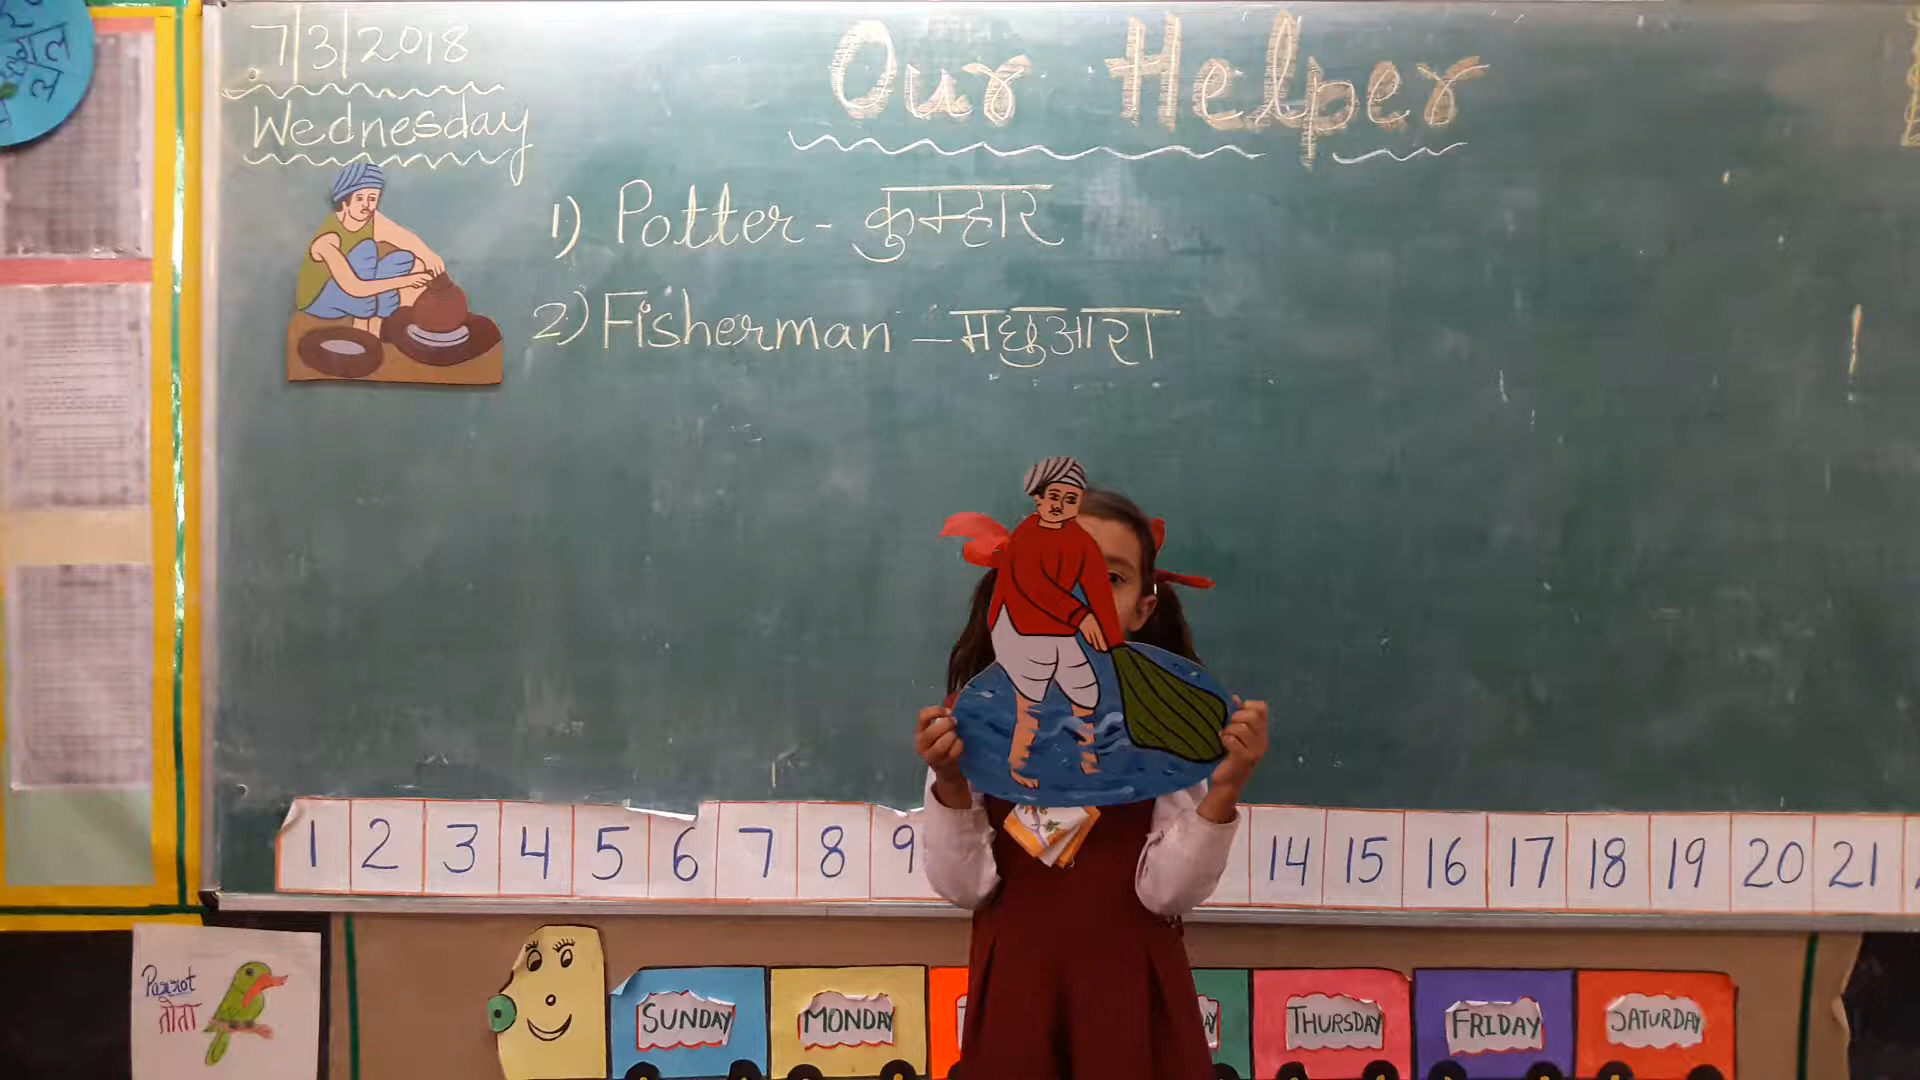 7/3/2018
Wednesday
Our Helper
1) Potter - कुम्हार
2) Fisherman - मछुआरा
1 2 3 4 5 6 7 8 9 14 15 16 17 18 19 20 21
Parrot
तोता
SUNDAY MONDAY THURSDAY FRIDAY SATURDAY